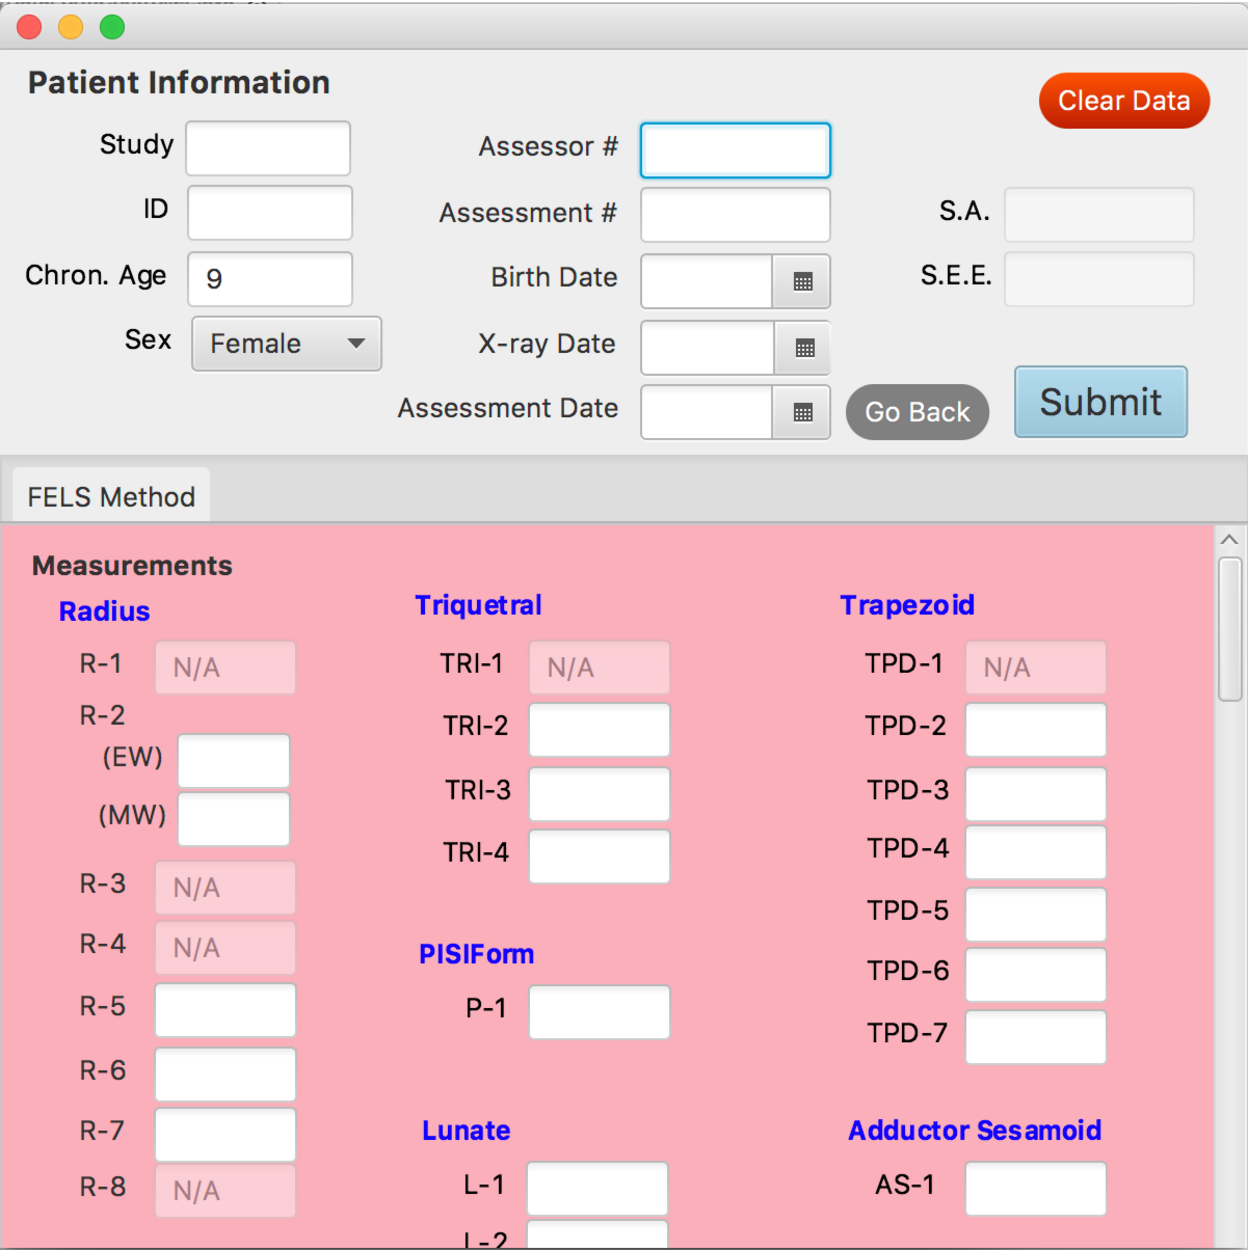 Patient Information
Clear Data
Study
Assessor #
ID
Assessment #
S.A.
Chron. Age 9
Birth Date
S.E.E.
Sex Female
X-ray Date
Assessment Date
Go Back
Submit
FELS Method
Measurements
Radius
R-1 N/A
R-2
(EW)
(MW)
R-3 N/A
R-4 N/A
R-5
R-6
R-7
R-8 N/A
Triquetral
TRI-1 N/A
TRI-2
TRI-3
TRI-4
PISIForm
P-1
Lunate
L-1
L-2
Trapezoid
TPD-1 N/A
TPD-2
TPD-3
TPD-4
TPD-5
TPD-6
TPD-7
Adductor Sesamoid
AS-1